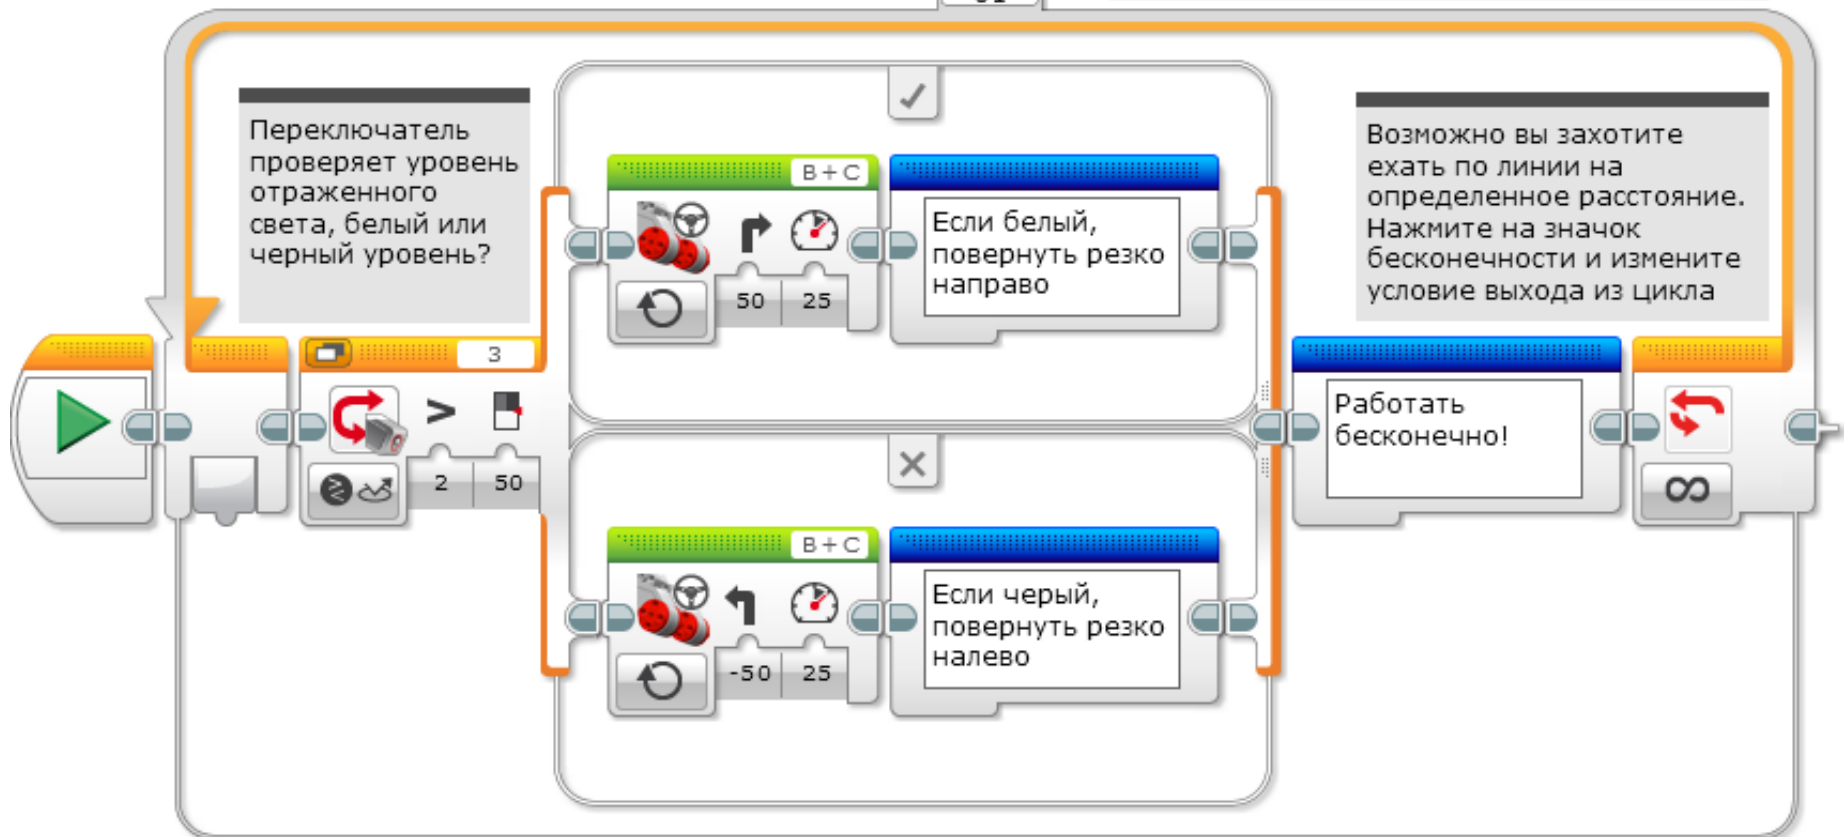 Переключатель
проверяет уровень
отраженного
света, белый или
черный уровень?
B+C
50 25
Если белый,
повернуть резко
направо
Возможно вы захотите
ехать по линии на
определенное расстояние.
Нажмите на значок
бесконечности и измените
условие выхода из цикла
3
>
2 50
B+C
-50 25
Если черый,
повернуть резко
налево
Работать
бесконечно!
∞